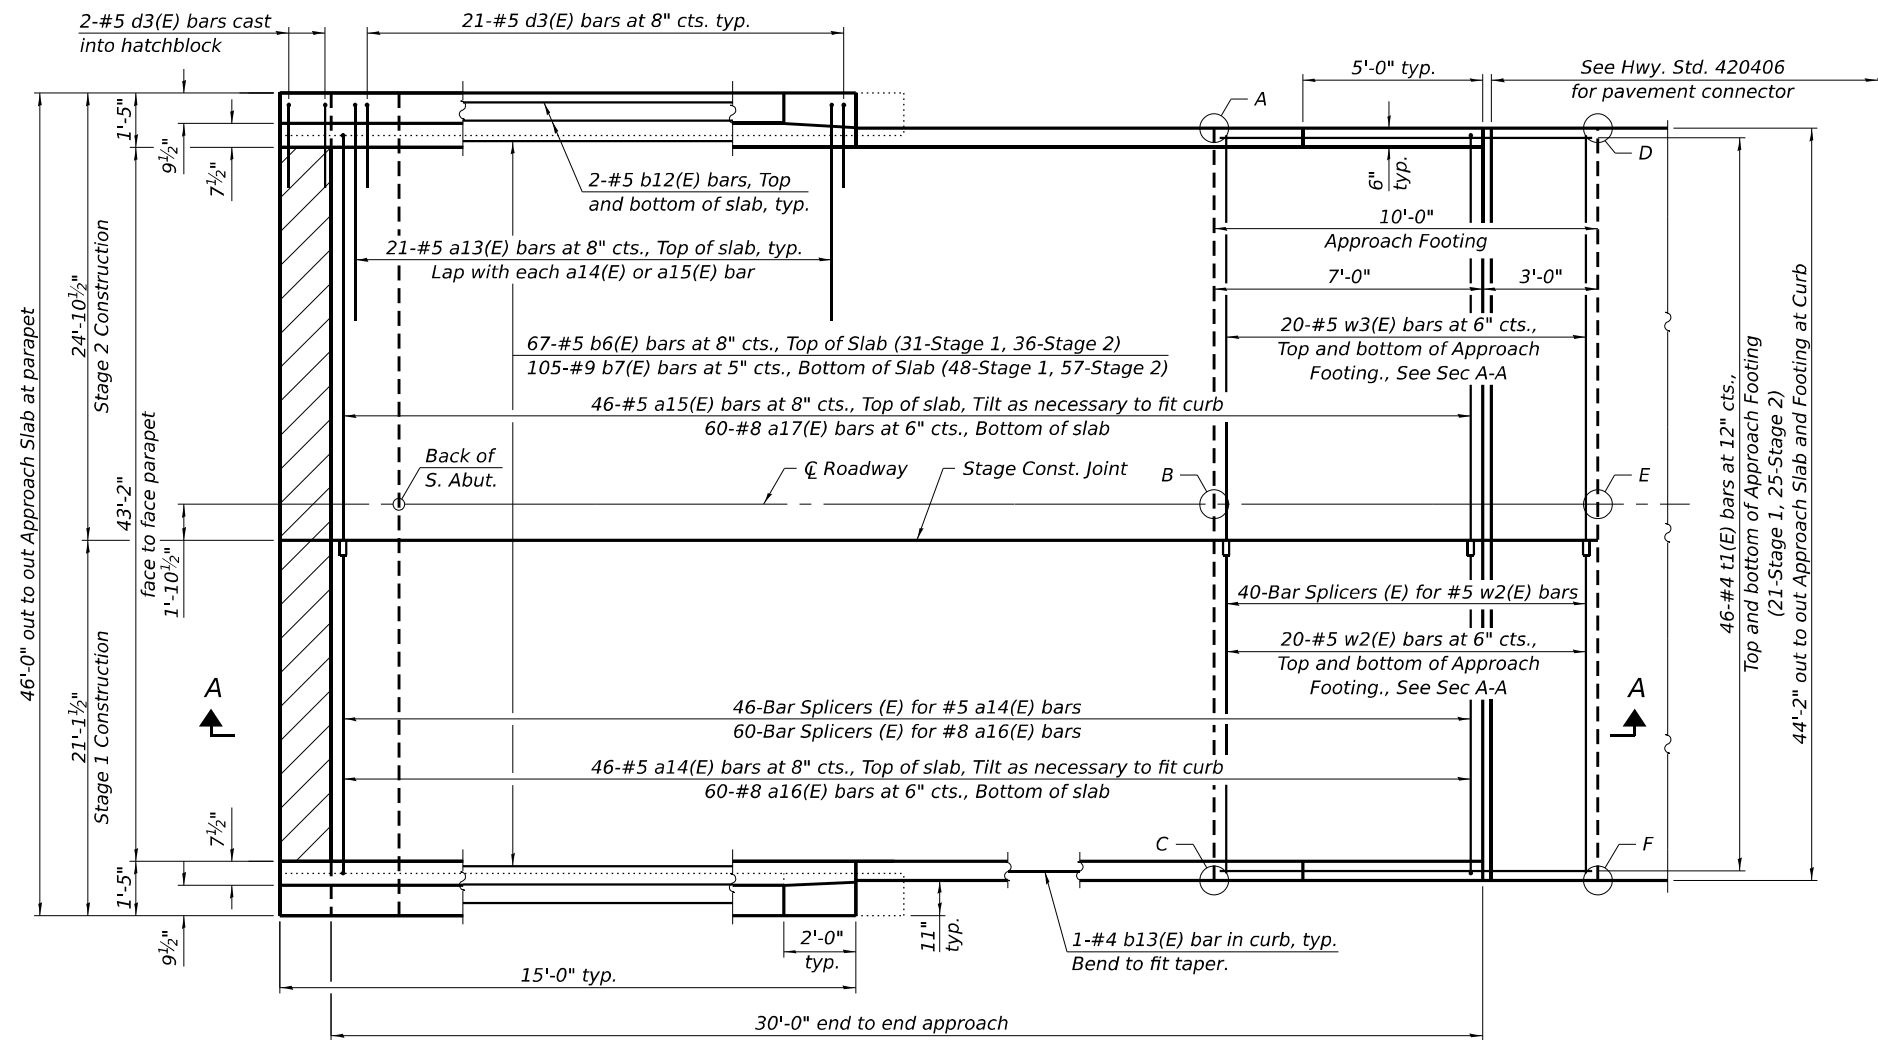 2-#5 d3(E) bars cast
into hatchblock
21-#5 d3(E) bars at 8" cts. typ.
5'-0" typ.
See Hwy. Std. 420406
for pavement connector
A
D
1'-5"
9½"
7½"
6"
typ.
2-#5 b12(E) bars, Top
and bottom of slab, typ.
10'-0"
Approach Footing
21-#5 a13(E) bars at 8" cts., Top of slab, typ.
Lap with each a14(E) or a15(E) bar
7'-0"
3'-0"
46'-0" out to out Approach Slab at parapet
24'-10½"
Stage 2 Construction
43'-2"
face to face parapet
20-#5 w3(E) bars at 6" cts.,
Top and bottom of Approach
Footing., See Sec A-A
67-#5 b6(E) bars at 8" cts., Top of Slab (31-Stage 1, 36-Stage 2)
105-#9 b7(E) bars at 5" cts., Bottom of Slab (48-Stage 1, 57-Stage 2)
46-#5 a15(E) bars at 8" cts., Top of slab, Tilt as necessary to fit curb
60-#8 a17(E) bars at 6" cts., Bottom of slab
Back of
S. Abut.
℄ Roadway
Stage Const. Joint
B
E
46-#4 t1(E) bars at 12" cts.,
Top and bottom of Approach Footing
(21-Stage 1, 25-Stage 2)
44'-2" out to out Approach Slab and Footing at Curb
1'-10½"
40-Bar Splicers (E) for #5 w2(E) bars
20-#5 w2(E) bars at 6" cts.,
Top and bottom of Approach
Footing., See Sec A-A
21'-1½"
Stage 1 Construction
A
A
46-Bar Splicers (E) for #5 a14(E) bars
60-Bar Splicers (E) for #8 a16(E) bars
46-#5 a14(E) bars at 8" cts., Top of slab, Tilt as necessary to fit curb
60-#8 a16(E) bars at 6" cts., Bottom of slab
7½"
1'-5"
9½"
C
F
2'-0"
typ.
11"
typ.
1-#4 b13(E) bar in curb, typ.
Bend to fit taper.
15'-0" typ.
30'-0" end to end approach